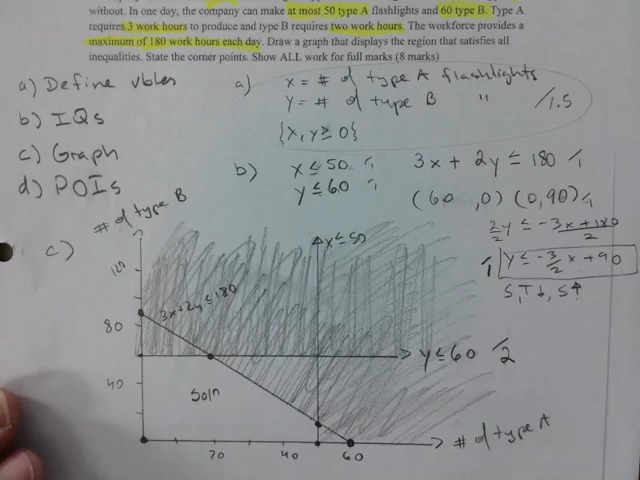 without. In one day, the company can make at most 50 type A flashlights and 60 type B. Type A
requires 3 work hours to produce and type B requires two work hours. The workforce provides a
maximum of 180 work hours each day. Draw a graph that displays the region that satisfies all
inequalities. State the corner points. Show ALL work for full marks (8 marks)
a) Define vbles
b) IQs
c) Graph
d) POIs
a) x = # of type A flashlights
y = # of type B "
/1.5
{x, y ≥ 0}
b) x ≤ 50
y ≤ 60
3x + 2y ≤ 180
(60, 0) (0, 90)
2y/2 ≤ -3x+180/2
y ≤ -3/2 x + 90
S, T↓, S↑
c)
# of type B
120
80
40
x ≤ 50
3x+2y ≤ 180
y ≤ 60
/2
Soln
20
40
60
# of type A